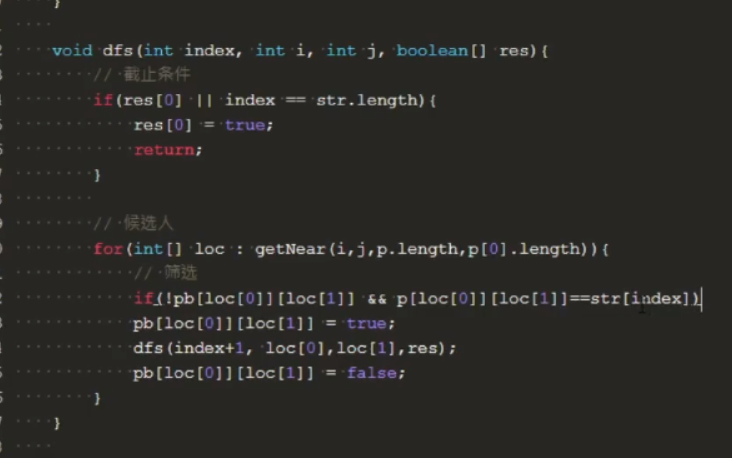 }
void dfs(int index, int i, int j, boolean[] res){
// 截止条件
if(res[0] || index == str.length){
res[0] = true;
return;
}
// 候选人
for(int[] loc : getNear(i,j,p.length,p[0].length)){
// 筛选
if(!pb[loc[0]][loc[1]] && p[loc[0]][loc[1]]==str[index])
pb[loc[0]][loc[1]] = true;
dfs(index+1, loc[0],loc[1],res);
pb[loc[0]][loc[1]] = false;
}
}